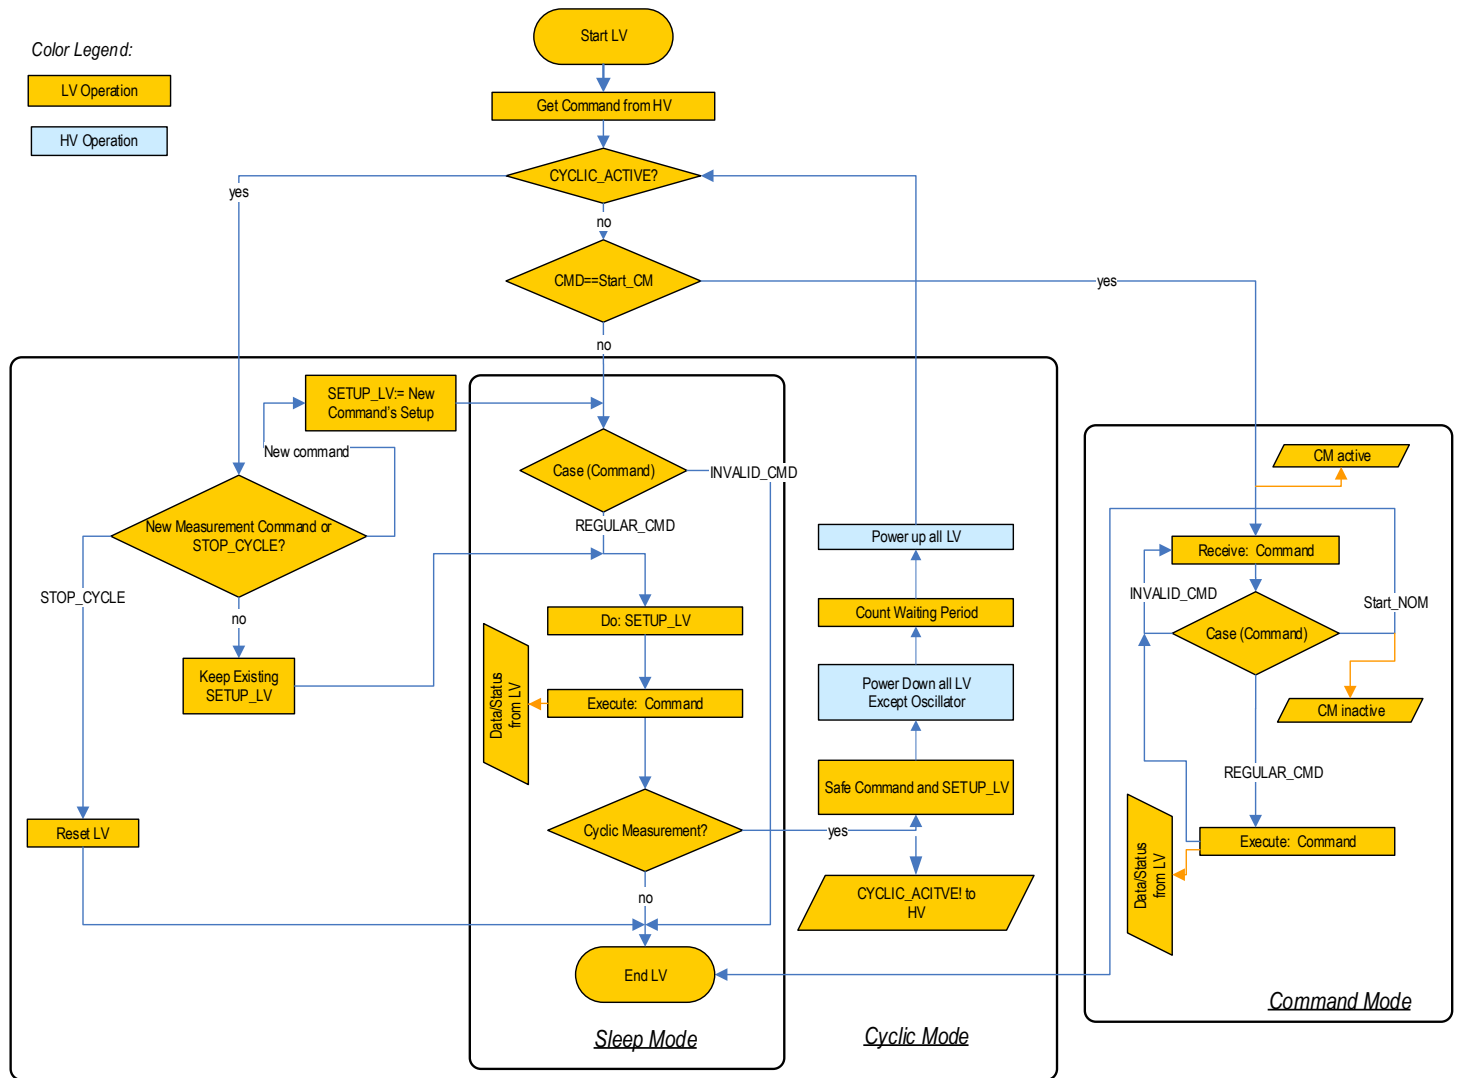 Start LV
Color Legend:
LV Operation
Get Command from HV
HV Operation
CYCLIC_ACTIVE?
yes
no
CMD==Start_CM
yes
no
SETUP_LV:= New
Command's Setup
New command
Case (Command)
INVALID_CMD
CM active
New Measurement Command or
STOP_CYCLE?
REGULAR_CMD
Power up all LV
Receive: Command
STOP_CYCLE
no
INVALID_CMD
Start_NOM
Do: SETUP_LV
Count Waiting Period
Case (Command)
Keep Existing
SETUP_LV
Data/Status
from LV
Execute: Command
Power Down all LV
Except Oscillator
CM inactive
REGULAR_CMD
Safe Command and SETUP_LV
Reset LV
Cyclic Measurement?
yes
Execute: Command
Data/Status
from LV
no
CYCLIC_ACITVE! to
HV
End LV
Command Mode
Sleep Mode
Cyclic Mode